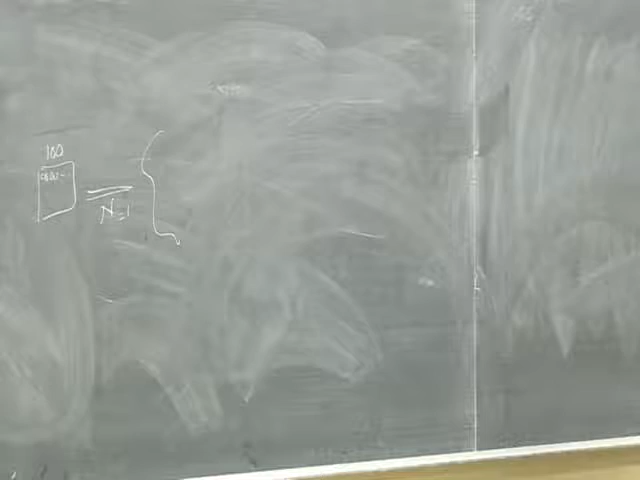 100
=
N=1
{